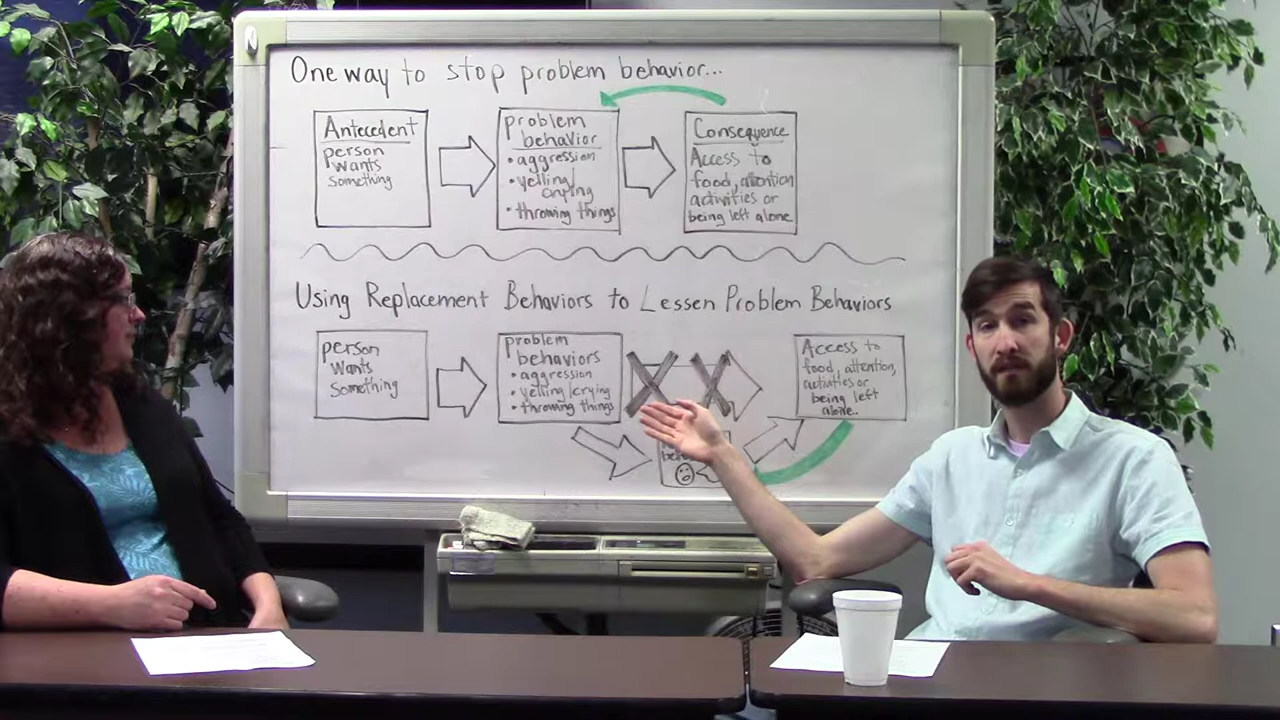 One way to stop problem behavior...
Antecedent
person
wants
something
problem
behavior
• aggression
• yelling/
crying
• throwing things
Consequence
Access to
food, attention
activities or
being left alone.
Using Replacement Behaviors to Lessen Problem Behaviors
person
wants
something
problem
behaviors
• aggression
• yelling/crying
• throwing things
Access to
food, attention,
activities or
being left
alone..